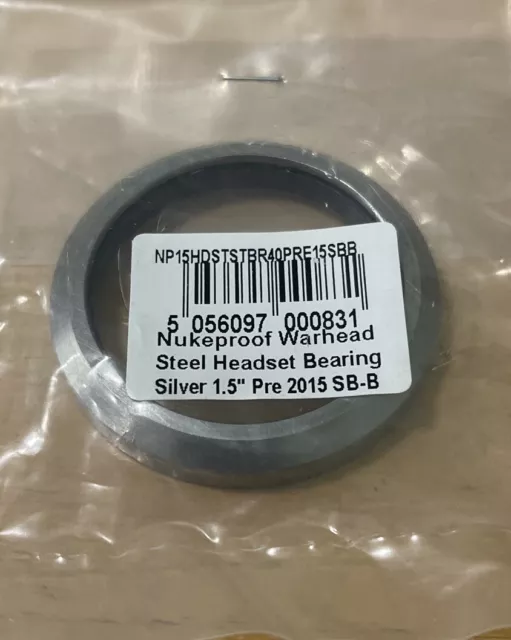 NP15HDSTSTBR40PRE15SBB
5 056097 000831
Nukeproof Warhead
Steel Headset Bearing
Silver 1.5" Pre 2015 SB-B